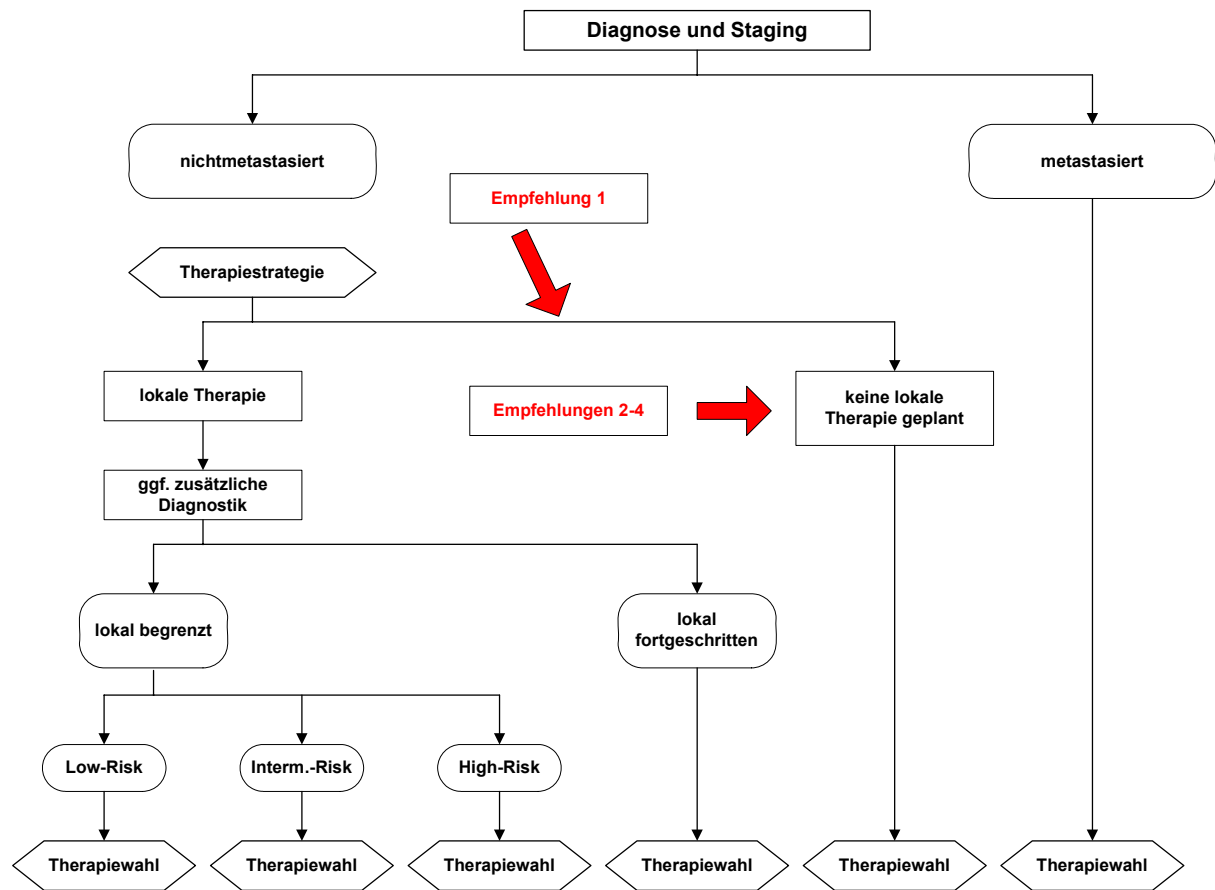 Diagnose und Staging
nichtmetastasiert
metastasiert
Empfehlung 1
Therapiestrategie
lokale Therapie
Empfehlungen 2-4
keine lokale
Therapie geplant
ggf. zusätzliche
Diagnostik
lokal begrenzt
lokal
fortgeschritten
Low-Risk
Interm.-Risk
High-Risk
Therapiewahl
Therapiewahl
Therapiewahl
Therapiewahl
Therapiewahl
Therapiewahl